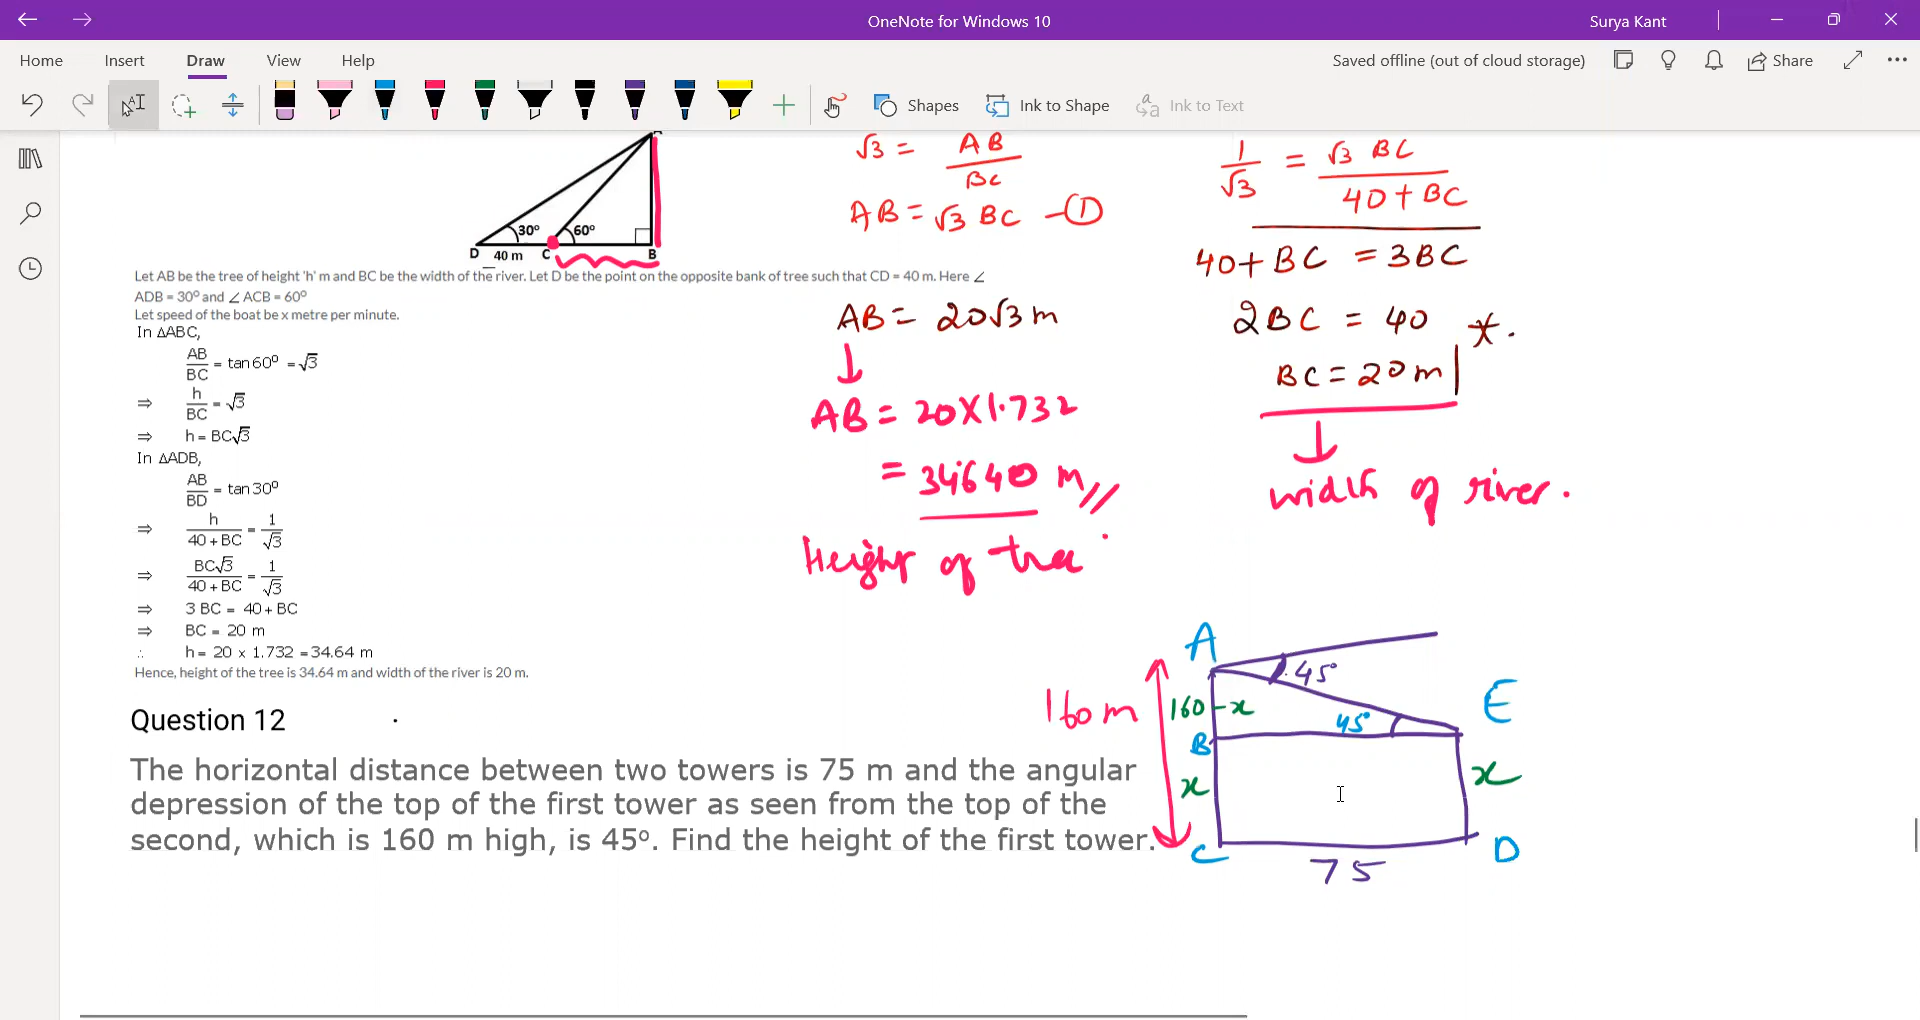 OneNote for Windows 10
Surya Kant
Home Insert Draw View Help
Saved offline (out of cloud storage)
Share
Shapes
Ink to Shape
Ink to Text
30° 60°
D 40 m C B
Let AB be the tree of height 'h' m and BC be the width of the river. Let D be the point on the opposite bank of tree such that CD = 40 m. Here ∠
ADB = 30⁰ and ∠ ACB = 60⁰
Let speed of the boat be x metre per minute.
In ΔABC,
AB/BC = tan60⁰ = √3
⇒ h/BC = √3
⇒ h = BC√3
In ΔADB,
AB/BD = tan30⁰
⇒ h/(40 + BC) = 1/√3
⇒ BC√3/(40 + BC) = 1/√3
⇒ 3 BC = 40 + BC
⇒ BC = 20 m
∴ h = 20 x 1.732 = 34.64 m
Hence, height of the tree is 34.64 m and width of the river is 20 m.
√3 = AB/BC
AB = √3 BC —①
AB = 20√3 m
AB = 20×1.732
= 34.640 m
Height of tree
1/√3 = √3 BC/(40 + BC)
40 + BC = 3BC
2BC = 40
BC = 20 m
width of river.
Question 12
The horizontal distance between two towers is 75 m and the angular
depression of the top of the first tower as seen from the top of the
second, which is 160 m high, is 45º. Find the height of the first tower.
A
45°
160 m
160 - x
45°
E
B
x
x
C
D
75